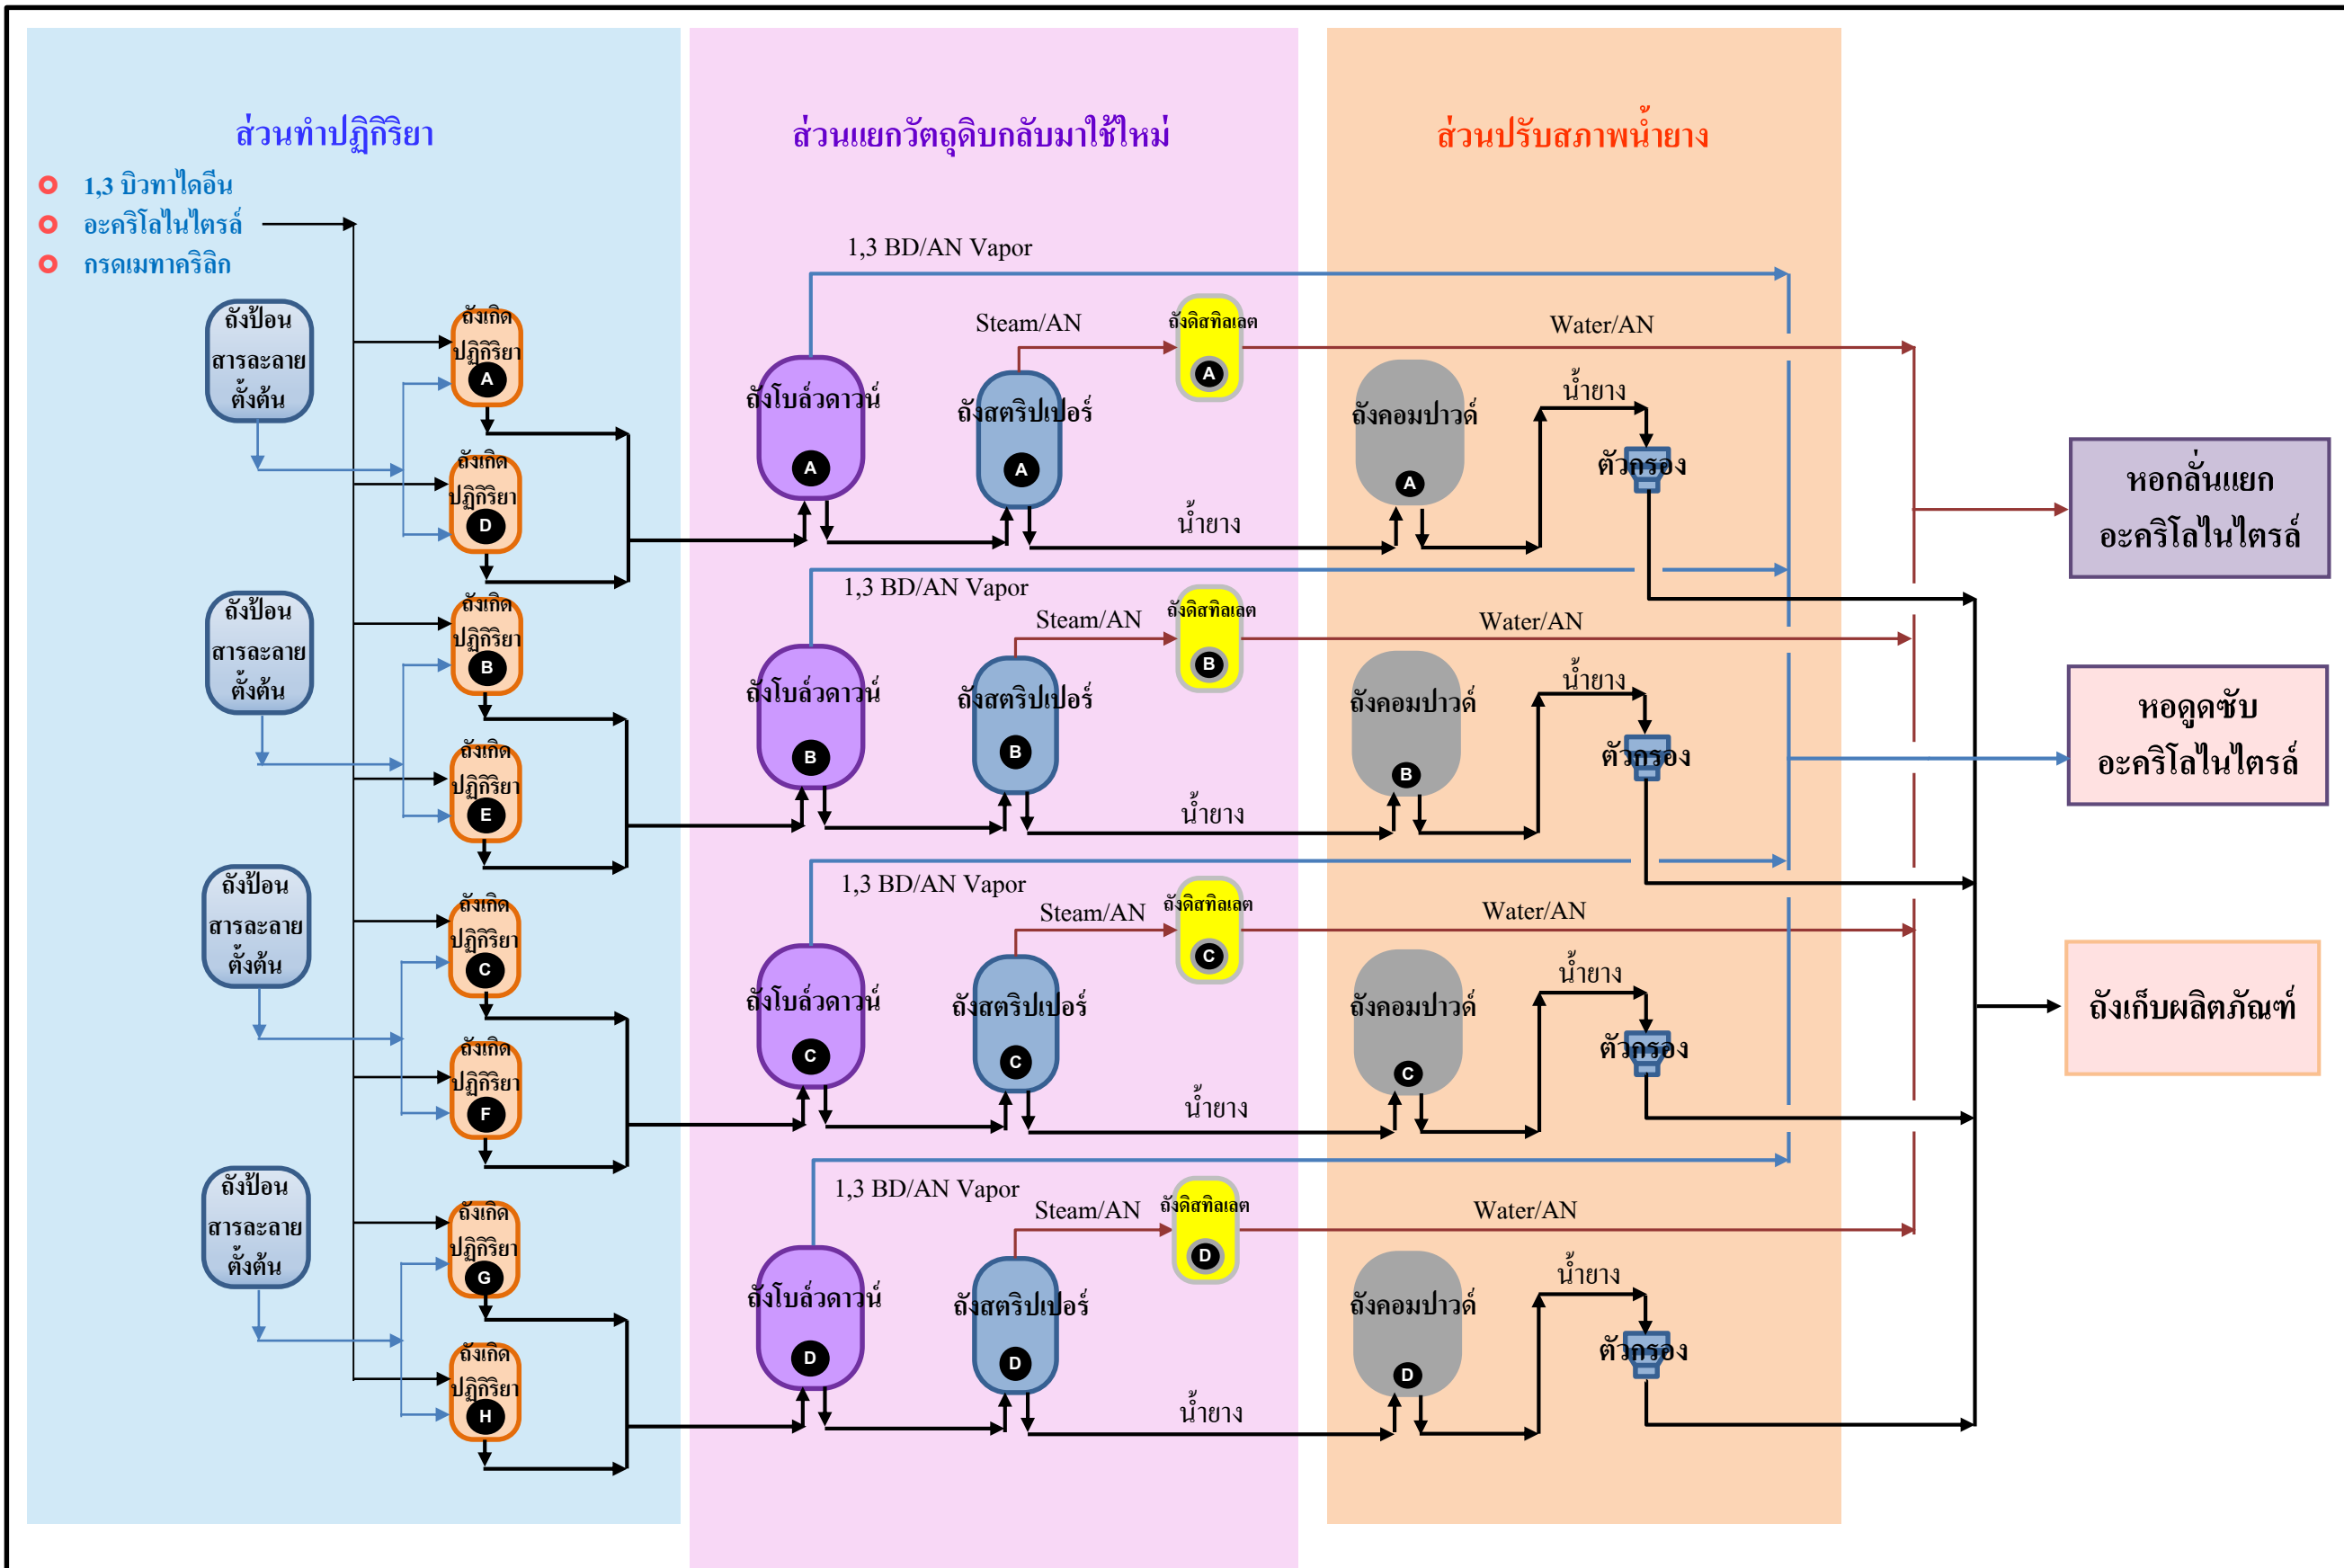 ส่วนทำปฏิกิริยา
ส่วนแยกวัตถุดิบกลับมาใช้ใหม่
ส่วนปรับสภาพน้ำยาง
1,3 บิวทาไดอีน
อะคริโลไนไตรล์
กรดเมทาคริลิก
1,3 BD/AN Vapor
ถังป้อน
สารละลาย
ตั้งต้น
ถังเกิด
ปฏิกิริยา
A
ถังเกิด
ปฏิกิริยา
D
ถังโบล์วดาวน์
A
Steam/AN
ถังสตริปเปอร์
A
ถังดิสทิลเลต
A
Water/AN
น้ำยาง
ถังคอมปาวด์
A
น้ำยาง
ตัวกรอง
หอกลั่นแยก
อะคริโลไนไตรล์
ถังป้อน
สารละลาย
ตั้งต้น
ถังเกิด
ปฏิกิริยา
B
ถังเกิด
ปฏิกิริยา
E
1,3 BD/AN Vapor
ถังโบล์วดาวน์
B
Steam/AN
ถังสตริปเปอร์
B
ถังดิสทิลเลต
B
Water/AN
น้ำยาง
ถังคอมปาวด์
B
น้ำยาง
ตัวกรอง
หอดูดซับ
อะคริโลไนไตรล์
ถังป้อน
สารละลาย
ตั้งต้น
ถังเกิด
ปฏิกิริยา
C
ถังเกิด
ปฏิกิริยา
F
1,3 BD/AN Vapor
ถังโบล์วดาวน์
C
Steam/AN
ถังสตริปเปอร์
C
ถังดิสทิลเลต
C
Water/AN
น้ำยาง
ถังคอมปาวด์
C
น้ำยาง
ตัวกรอง
ถังเก็บผลิตภัณฑ์
ถังป้อน
สารละลาย
ตั้งต้น
ถังเกิด
ปฏิกิริยา
G
ถังเกิด
ปฏิกิริยา
H
1,3 BD/AN Vapor
ถังโบล์วดาวน์
D
Steam/AN
ถังสตริปเปอร์
D
ถังดิสทิลเลต
D
Water/AN
น้ำยาง
ถังคอมปาวด์
D
น้ำยาง
ตัวกรอง